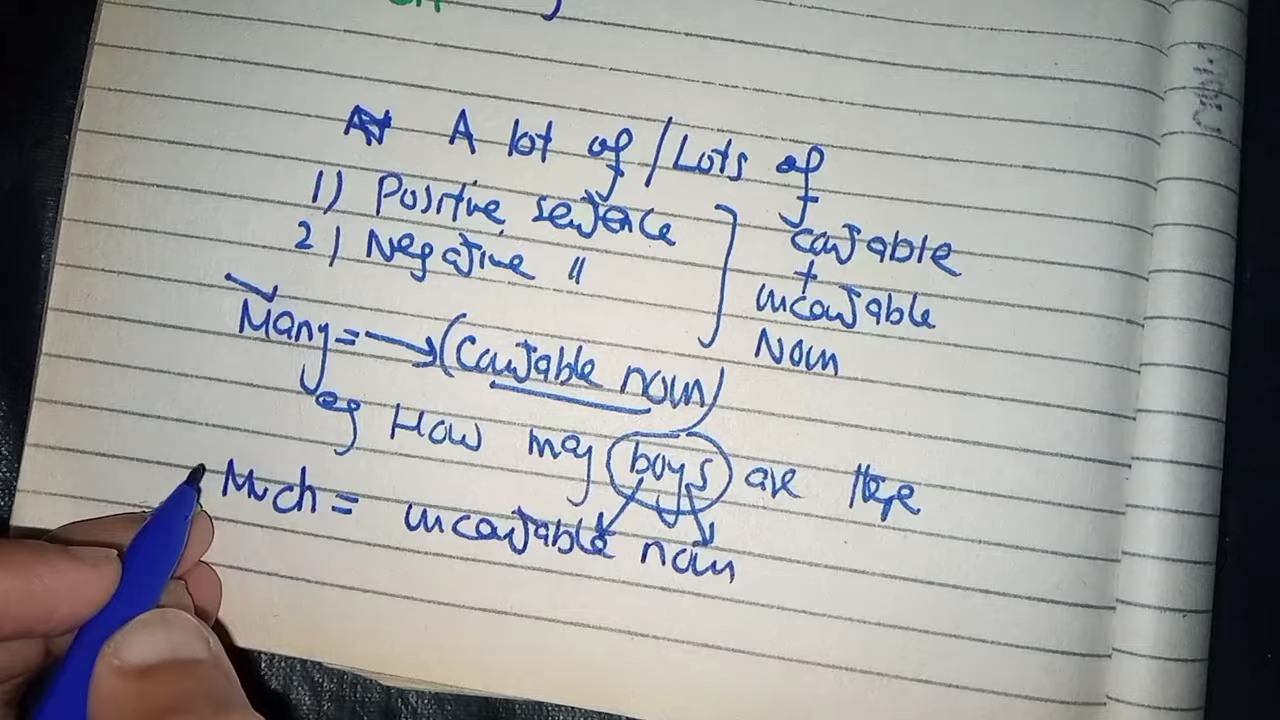 A lot of / Lots of
1) Positive sentence
2) Negative "
countable
+
uncountable
Noun
Many = → (Countable noun)
eg How many boys are Here
Much = uncountable noun